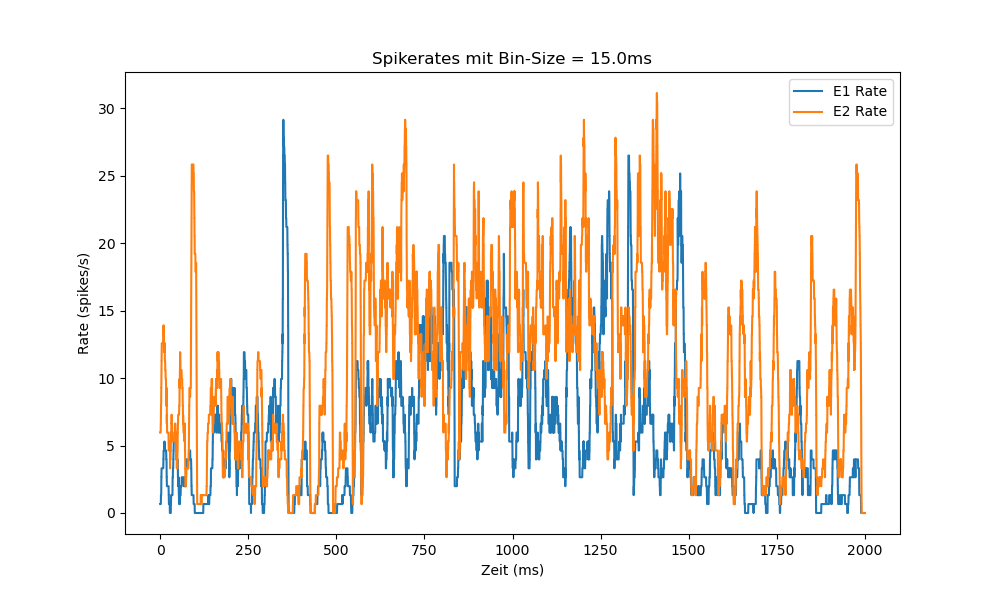 Spikerates mit Bin-Size = 15.0ms
E1 Rate
E2 Rate
Rate (spikes/s)
30
25
20
15
10
5
0
0 250 500 750 1000 1250 1500 1750 2000
Zeit (ms)